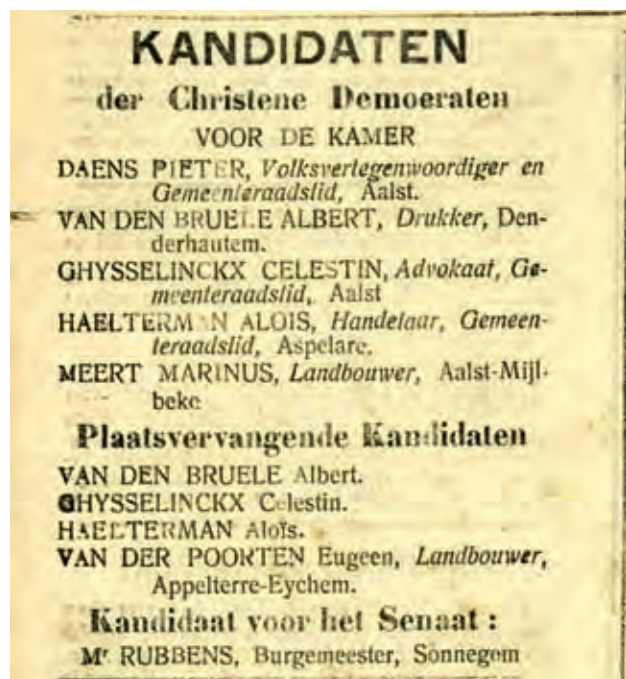 KANDIDATEN
der Christene Democraten
VOOR DE KAMER
DAENS PIETER, Volksvertegenwoordiger en
Gemeenteraadslid, Aalst.
VAN DEN BRUELE ALBERT, Drukker, Den-
derhautem.
GHYSSELINCKX CELESTIN, Advokaat, Ge-
meenteraadslid, Aalst
HAELTERMAN ALOIS, Handelaar, Gemeen-
teraadslid, Aspelare.
MEERT MARINUS, Landbouwer, Aalst-Mijl-
beke
Plaatsvervangende Kandidaten
VAN DEN BRUELE Albert.
GHYSSELINCKX Celestin.
HAELTERMAN Aloïs.
VAN DER POORTEN Eugeen, Landbouwer,
Appelterre-Eychem.
Kandidaat voor het Senaat :
Mr RUBBENS, Burgemeester, Sonnegem